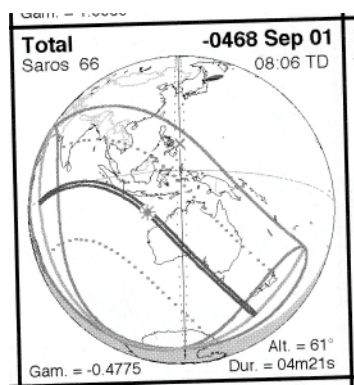 Total -0468 Sep 01
Saros 66 08:06 TD
Alt. = 61°
Gam. = -0.4775 Dur. = 04m21s